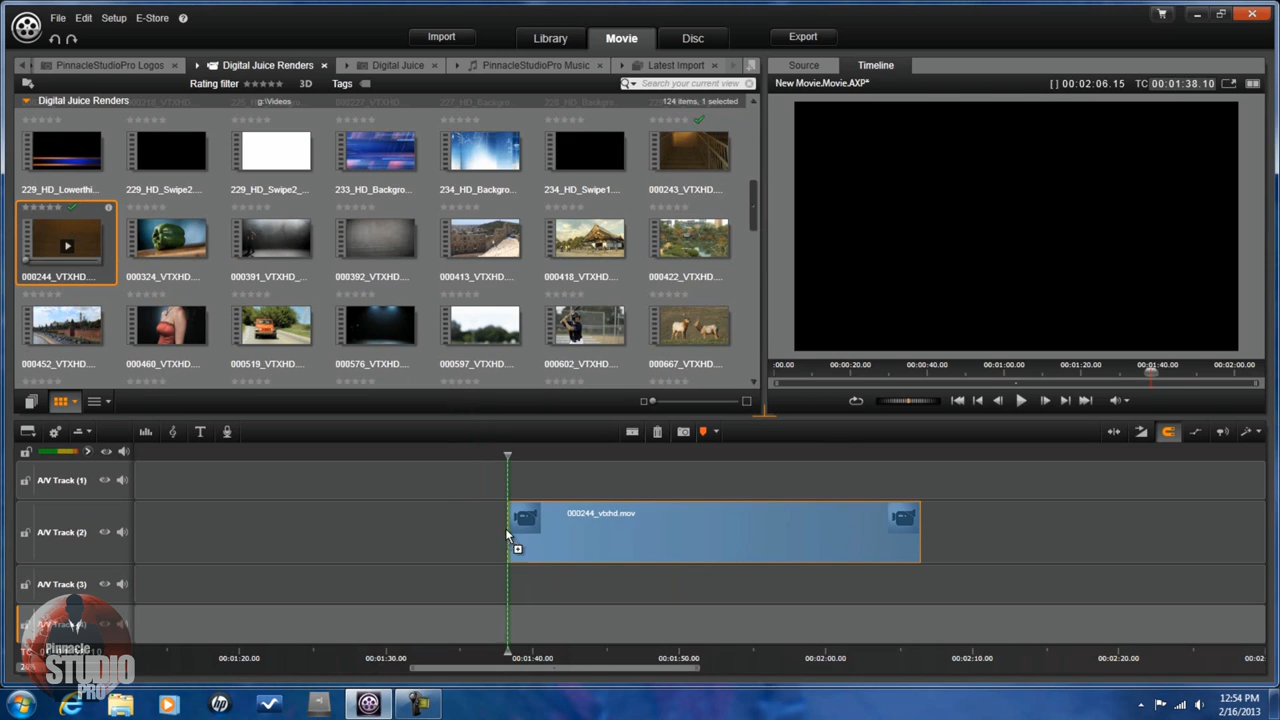 File Edit Setup E-Store ?
Import Library Movie Disc Export
PinnacleStudioPro Logos × Digital Juice Renders × Digital Juice × PinnacleStudioPro Music × Latest Import ×
Source Timeline
Rating filter 3D Tags Search your current view
New Movie.Movie.AXP* [ ] 00:02:06.15 TC 00:01:38.10
Digital Juice Renders g:\Videos 124 items, 1 selected
229_HD_Lowerthi... 229_HD_Swipe2.... 229_HD_Swipe2_... 233_HD_Backgro... 234_HD_Backgro... 234_HD_Swipe1.... 000243_VTXHD....
000244_VTXHD.... 000324_VTXHD.... 000391_VTXHD_... 000392_VTXHD.... 000413_VTXHD.... 000418_VTXHD.... 000422_VTXHD....
000452_VTXHD.... 000460_VTXHD.... 000519_VTXHD.... 000576_VTXHD.... 000597_VTXHD.... 000602_VTXHD.... 000667_VTXHD....
:00.00 00:00:20.00 00:00:40.00 00:01:00.00 00:01:20.00 00:01:40.00 00:02:00.00
A/V Track (1)
A/V Track (2) 000244_vtxhd.mov
A/V Track (3)
Pinnacle
STUDIO
PRO
00:01:20.00 00:01:30.00 00:01:40.00 00:01:50.00 00:02:00.00 00:02:10.00 00:02:20.00 00:02
12:54 PM
2/16/2013